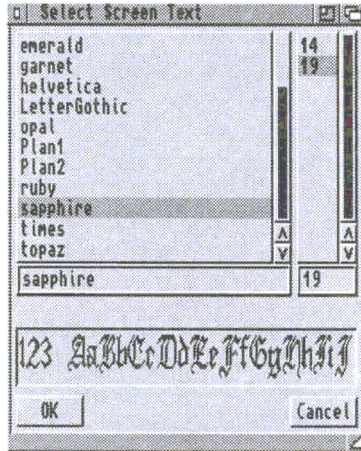 Select Screen Text
emerald 14
garnet 19
helvetica
LetterGothic
opal
Plan1
Plan2
ruby
sapphire
times
topaz
sapphire 19
123 AaBbCcDdEeFfGgHhIiJ
OK Cancel